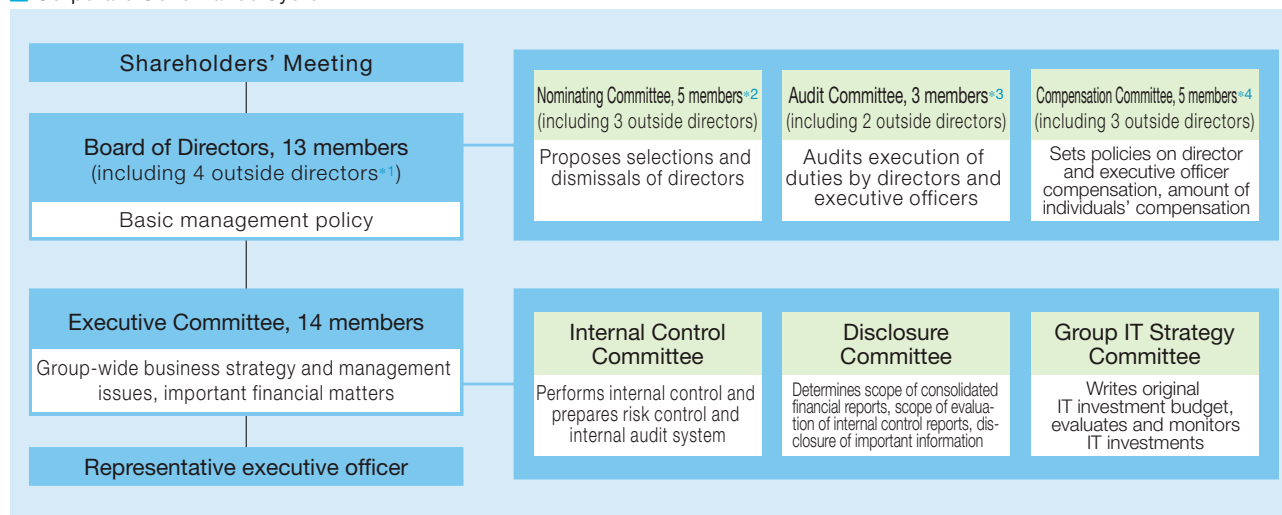 Shareholders' Meeting
Board of Directors, 13 members
(including 4 outside directors*1)
Basic management policy
Nominating Committee, 5 members*2
(including 3 outside directors)
Proposes selections and
dismissals of directors
Audit Committee, 3 members*3
(including 2 outside directors)
Audits execution of
duties by directors and
executive officers
Compensation Committee, 5 members*4
(including 3 outside directors)
Sets policies on director
and executive officer
compensation, amount of
individuals' compensation
Executive Committee, 14 members
Group-wide business strategy and management
issues, important financial matters
Internal Control
Committee
Performs internal control and
prepares risk control and
internal audit system
Disclosure
Committee
Determines scope of consolidated
financial reports, scope of evalua-
tion of internal control reports, dis-
closure of important information
Group IT Strategy
Committee
Writes original
IT investment budget,
evaluates and monitors
IT investments
Representative executive officer